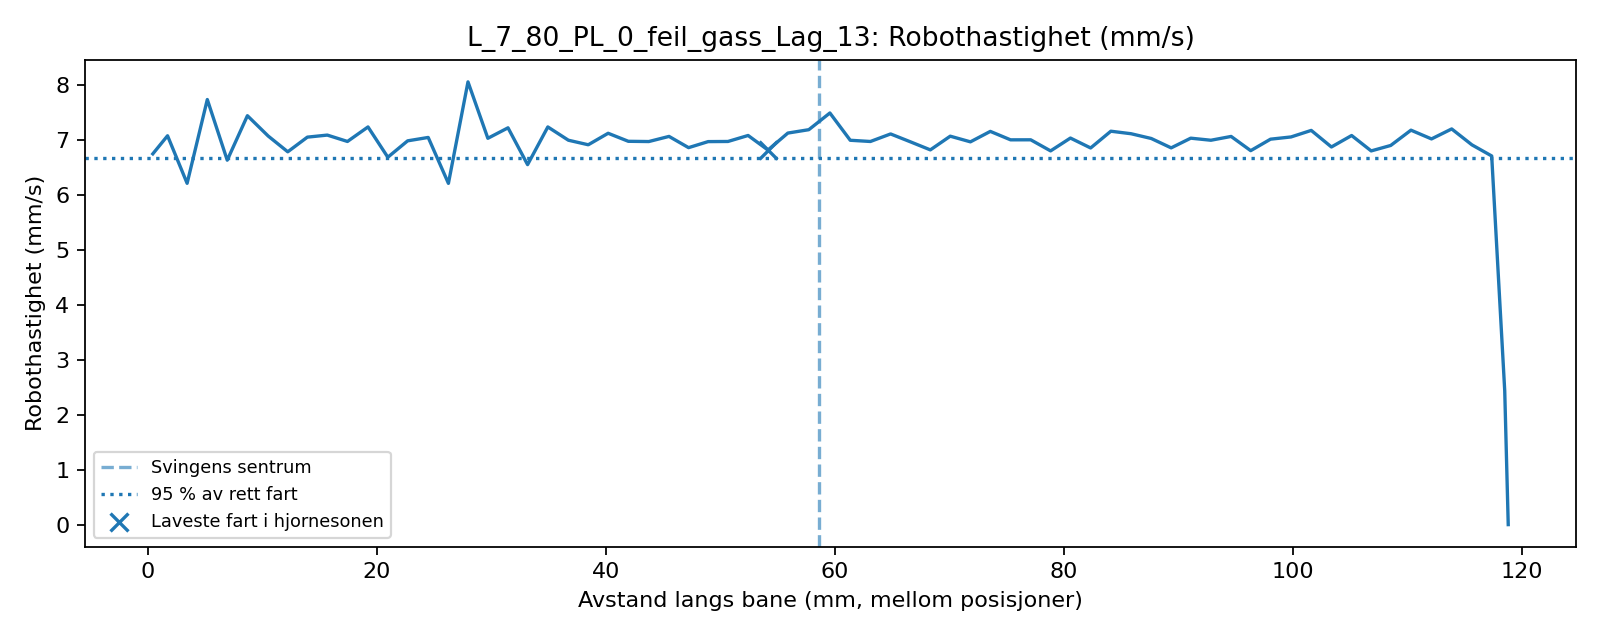 L_7_80_PL_0_feil_gass_Lag_13: Robothastighet (mm/s)
Robothastighet (mm/s)
8
7
6
5
4
3
2
1
0
Svingens sentrum
95 % av rett fart
Laveste fart i hjornesonen
0
20
40
60
80
100
120
Avstand langs bane (mm, mellom posisjoner)